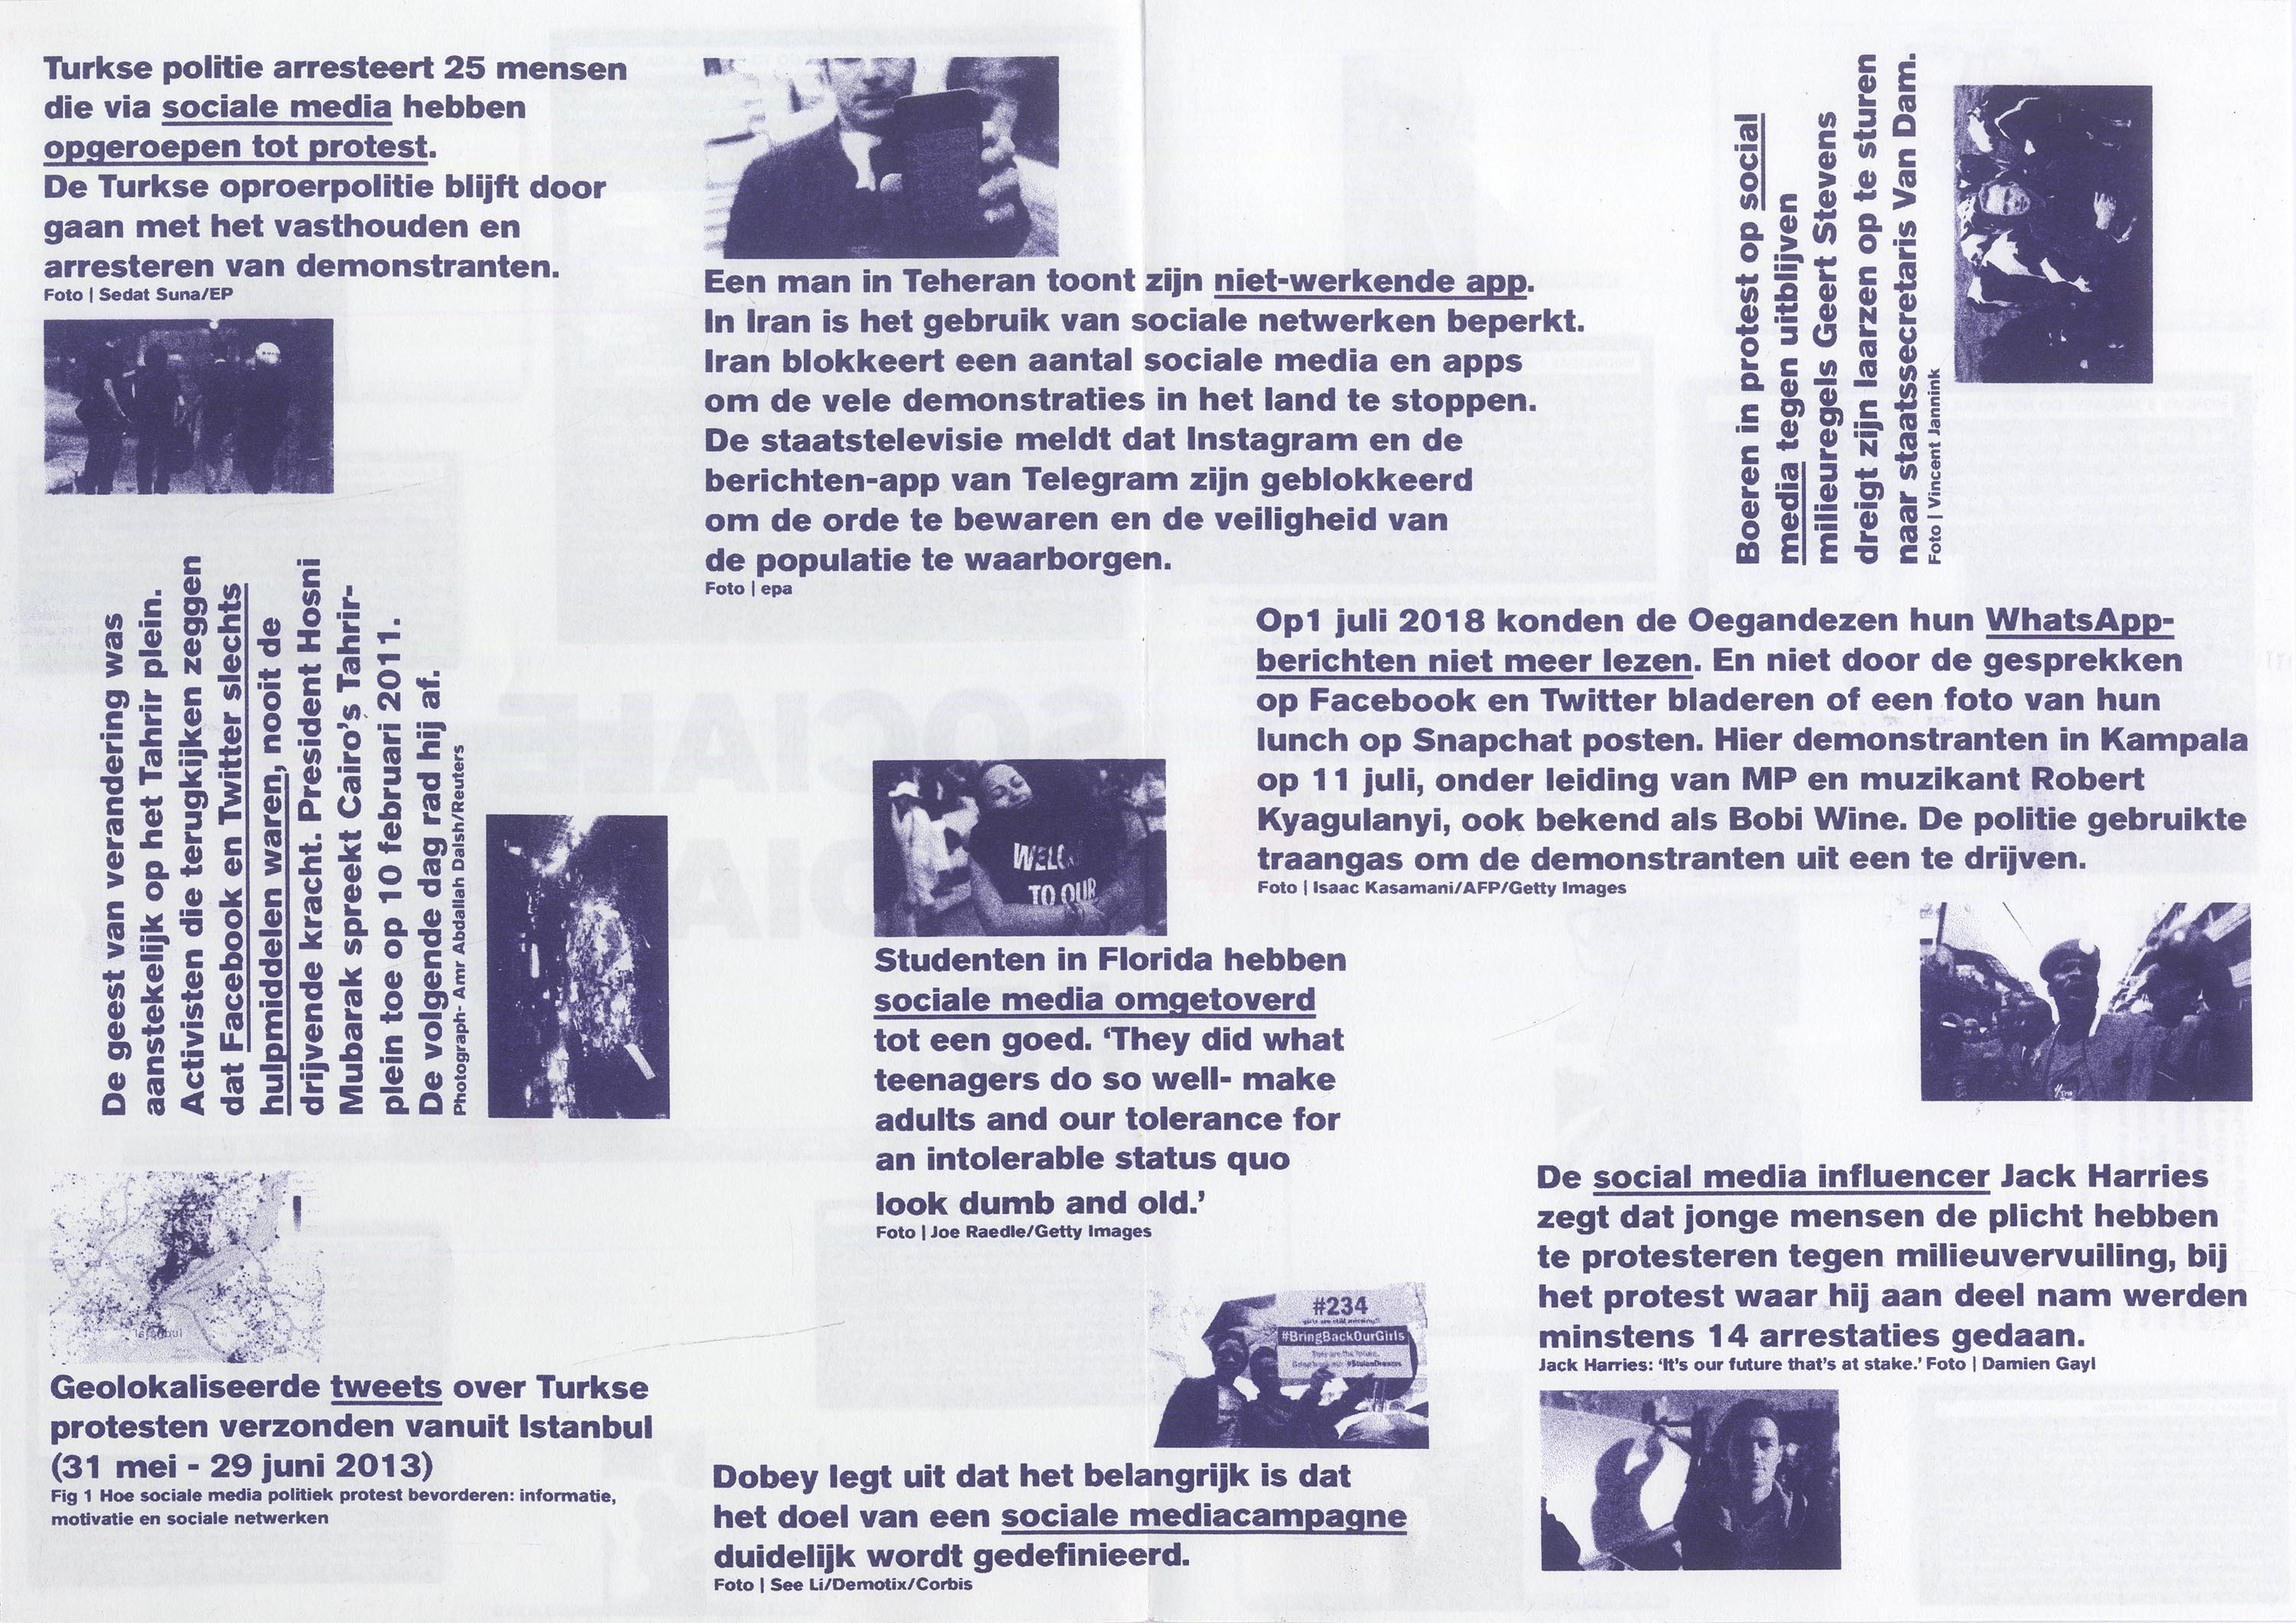 Turkse politie arresteert 25 mensen
die via sociale media hebben
opgeroepen tot protest.
De Turkse oproerpolitie blijft door
gaan met het vasthouden en
arresteren van demonstranten.
Foto | Sedat Suna/EP
Een man in Teheran toont zijn niet-werkende app.
In Iran is het gebruik van sociale netwerken beperkt.
Iran blokkeert een aantal sociale media en apps
om de vele demonstraties in het land te stoppen.
De staatstelevisie meldt dat Instagram en de
berichten-app van Telegram zijn geblokkeerd
om de orde te bewaren en de veiligheid van
de populatie te waarborgen.
Foto | epa
Boeren in protest op social
media tegen uitblijven
milieuregels Geert Stevens
dreigt zijn laarzen op te sturen
naar staatssecretaris Van Dam.
Foto | Vincent Jannink
De geest van verandering was
aanstekelijk op het Tahrir plein.
Activisten die terugkijken zeggen
dat Facebook en Twitter slechts
hulpmiddelen waren, nooit de
drijvende kracht. President Hosni
Mubarak spreekt Cairo's Tahrir-
plein toe op 10 februari 2011.
De volgende dag rad hij af.
Photograph- Amr Abdallah Dalsh/Reuters
Op1 juli 2018 konden de Oegandezen hun WhatsApp-
berichten niet meer lezen. En niet door de gesprekken
op Facebook en Twitter bladeren of een foto van hun
lunch op Snapchat posten. Hier demonstranten in Kampala
op 11 juli, onder leiding van MP en muzikant Robert
Kyagulanyi, ook bekend als Bobi Wine. De politie gebruikte
traangas om de demonstranten uit een te drijven.
Foto | Isaac Kasamani/AFP/Getty Images
TO OUR
Studenten in Florida hebben
sociale media omgetoverd
tot een goed. ‘They did what
teenagers do so well- make
adults and our tolerance for
an intolerable status quo
look dumb and old.’
Foto | Joe Raedle/Getty Images
De social media influencer Jack Harries
zegt dat jonge mensen de plicht hebben
te protesteren tegen milieuvervuiling, bij
het protest waar hij aan deel nam werden
minstens 14 arrestaties gedaan.
Jack Harries: ‘It's our future that's at stake.’ Foto | Damien Gayl
Istanbul
Geolokaliseerde tweets over Turkse
protesten verzonden vanuit Istanbul
(31 mei - 29 juni 2013)
Fig 1 Hoe sociale media politiek protest bevorderen: informatie,
motivatie en sociale netwerken
#234
girls are still missing!!
#BringBackOurGirls
They are the future.
#StolenDreams
Dobey legt uit dat het belangrijk is dat
het doel van een sociale mediacampagne
duidelijk wordt gedefinieerd.
Foto | See Li/Demotix/Corbis